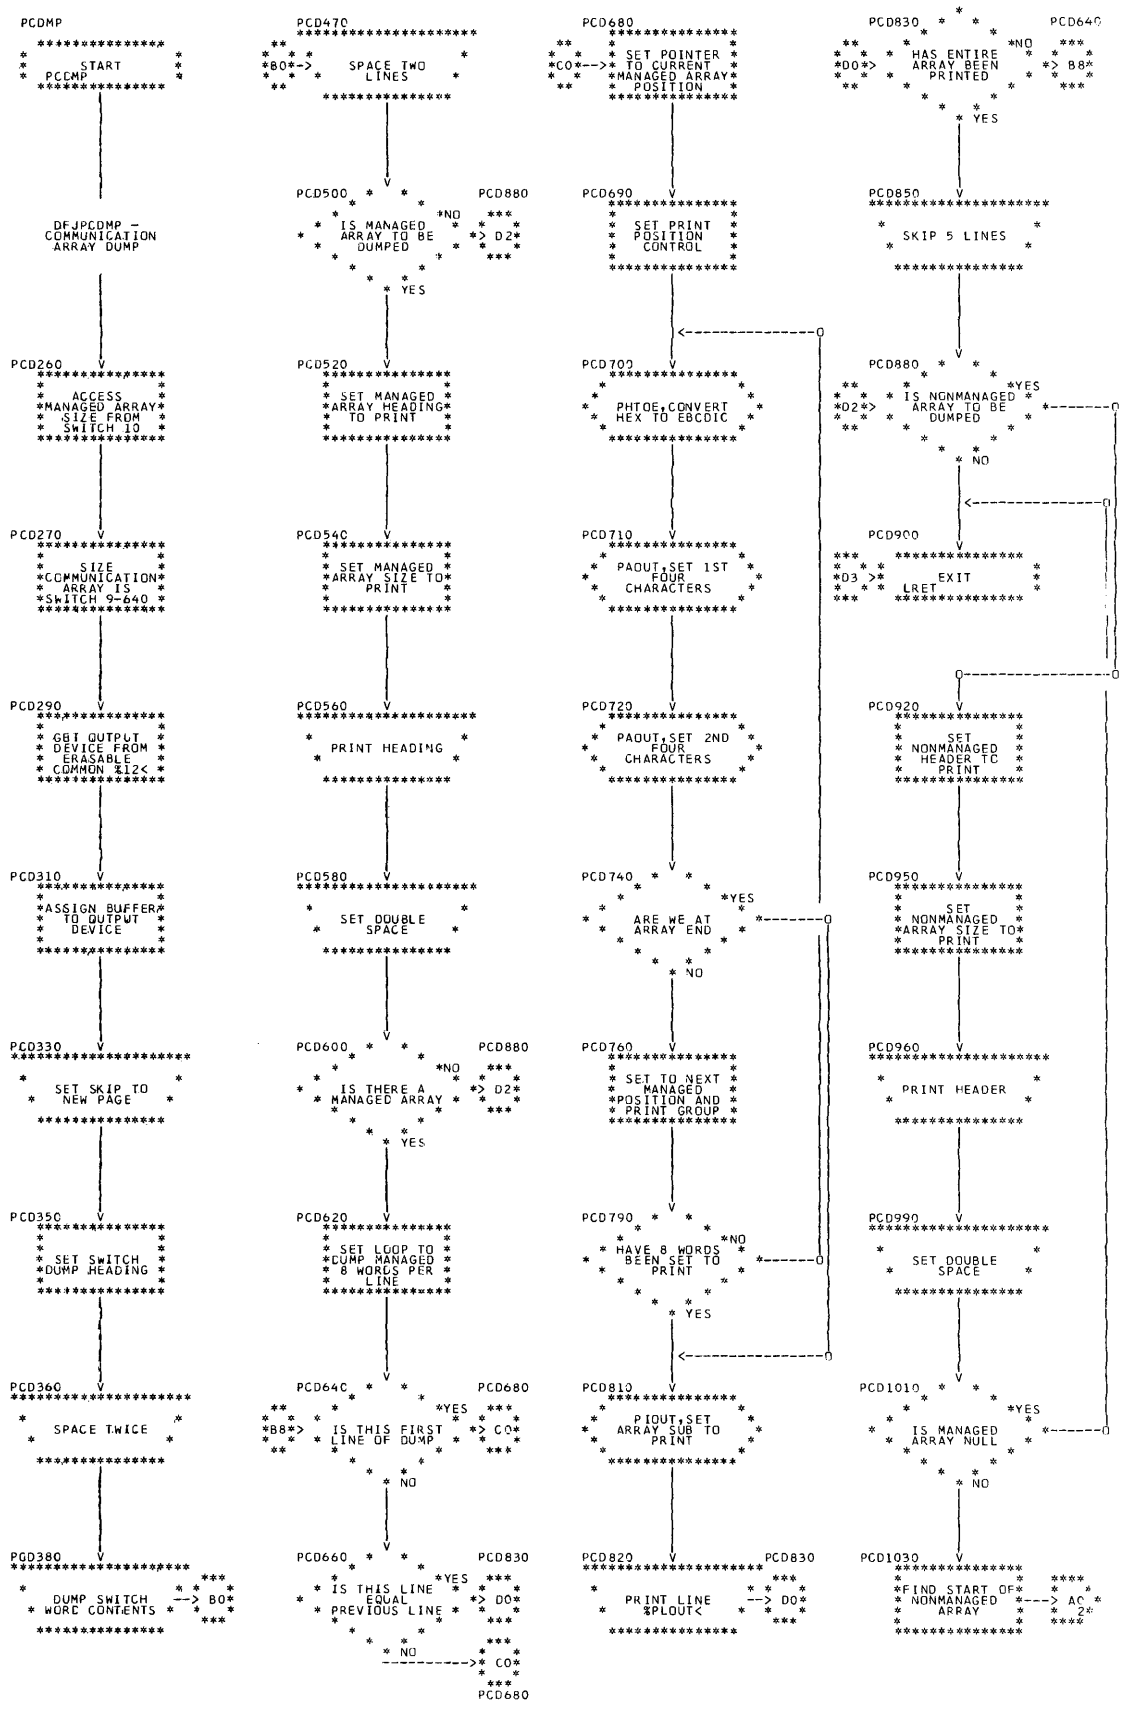 PCDMP
START
PCDMP
DFJPCDMP -
COMMUNICATION
ARRAY DUMP
PCD260
ACCESS
MANAGED ARRAY
SIZE FROM
SWITCH 10
PCD270
SIZE
COMMUNICATION
ARRAY IS
SWITCH 9-640
PCD290
GET OUTPUT
DEVICE FROM
ERASABLE
COMMON %12<
PCD310
ASSIGN BUFFER
TO OUTPUT
DEVICE
PCD330
SET SKIP TO
NEW PAGE
PCD350
SET SWITCH
DUMP HEADING
PCD360
SPACE TWICE
PCD380
DUMP SWITCH
WORD CONTENTS
--> B0
PCD470
B0->
SPACE TWO
LINES
PCD500
IS MANAGED
ARRAY TO BE
DUMPED
NO
PCD880
> D2
YES
PCD520
SET MANAGED
ARRAY HEADING
TO PRINT
PCD540
SET MANAGED
ARRAY SIZE TO
PRINT
PCD560
PRINT HEADING
PCD580
SET DOUBLE
SPACE
PCD600
IS THERE A
MANAGED ARRAY
NO
PCD880
> D2
YES
PCD620
SET LOOP TO
DUMP MANAGED
8 WORDS PER
LINE
PCD640
B8>
IS THIS FIRST
LINE OF DUMP
YES
PCD680
> C0
NO
PCD660
IS THIS LINE
EQUAL
PREVIOUS LINE
YES
PCD830
> D0
NO
C0
PCD680
PCD680
C0-->
SET POINTER
TO CURRENT
MANAGED ARRAY
POSITION
PCD690
SET PRINT
POSITION
CONTROL
PCD700
PHTOE,CONVERT
HEX TO EBCDIC
PCD710
PAOUT,SET 1ST
FOUR
CHARACTERS
PCD720
PAOUT,SET 2ND
FOUR
CHARACTERS
PCD740
ARE WE AT
ARRAY END
YES
NO
PCD760
SET TO NEXT
MANAGED
POSITION AND
PRINT GROUP
PCD790
HAVE 8 WORDS
BEEN SET TO
PRINT
NO
YES
PCD810
PIOUT,SET
ARRAY SUB TO
PRINT
PCD820
PRINT LINE
%PLOUT<
PCD830
--> D0
PCD830
D0>
HAS ENTIRE
ARRAY BEEN
PRINTED
NO
PCD640
> B8
YES
PCD850
SKIP 5 LINES
PCD880
D2>
IS NONMANAGED
ARRAY TO BE
DUMPED
YES
NO
PCD900
D3 >
EXIT
LRET
PCD920
SET
NONMANAGED
HEADER TO
PRINT
PCD950
SET
NONMANAGED
ARRAY SIZE TO
PRINT
PCD960
PRINT HEADER
PCD990
SET DOUBLE
SPACE
PCD1010
IS MANAGED
ARRAY NULL
YES
NO
PCD1030
FIND START OF
NONMANAGED
ARRAY
---> A0
2